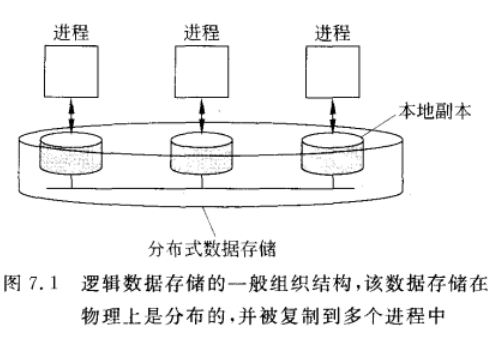 进程 进程 进程
本地副本
分布式数据存储
图 7.1 逻辑数据存储的一般组织结构,该数据存储在
物理上是分布的,并被复制到多个进程中